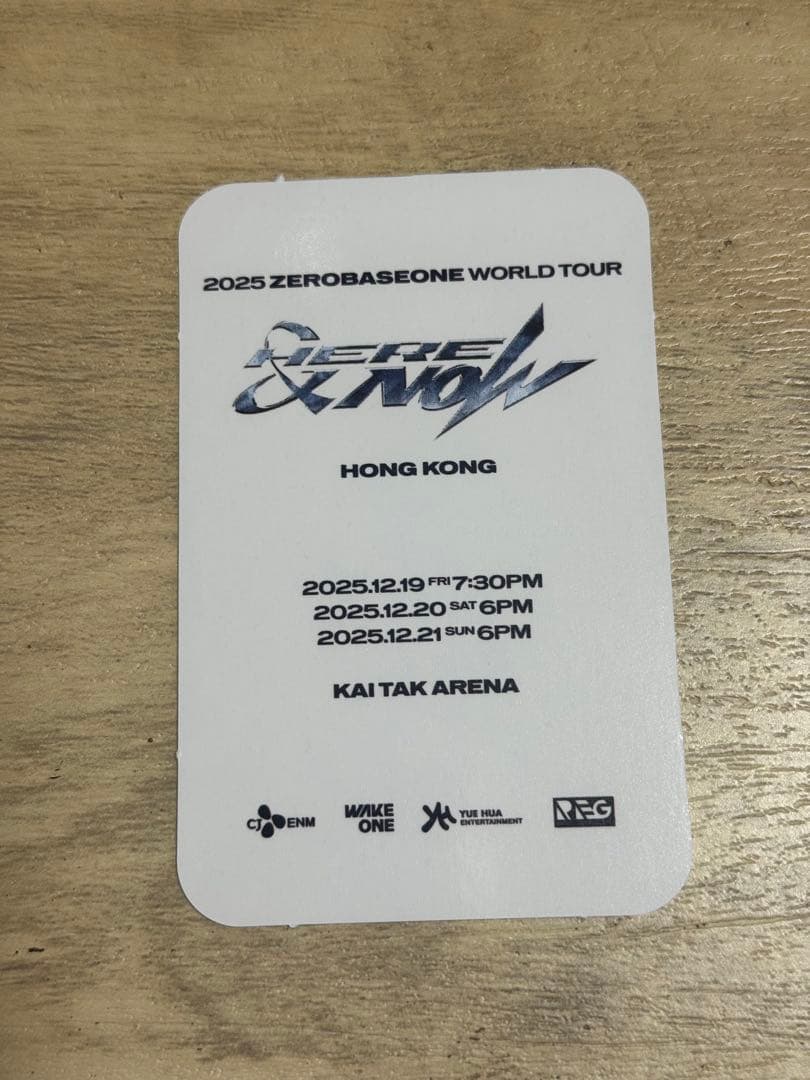 2025 ZEROBASEONE WORLD TOUR
HERE
& NOW
HONG KONG
2025.12.19 FRI 7:30PM
2025.12.20 SAT 6PM
2025.12.21 SUN 6PM
KAI TAK ARENA
CJ ENM
WAKE
ONE
YH YUE HUA
ENTERTAINMENT